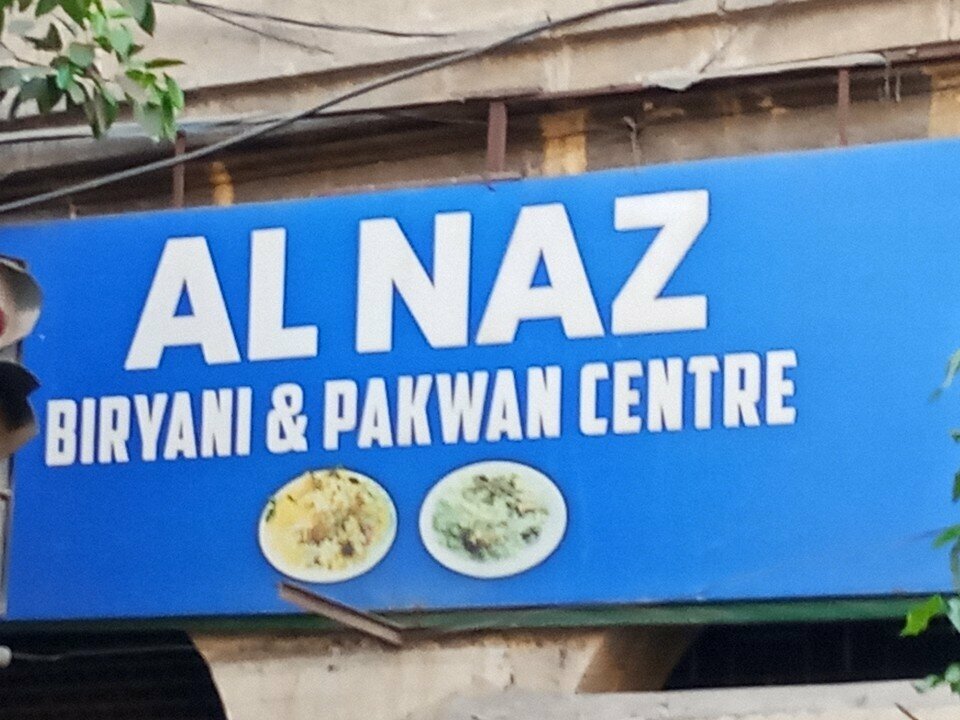 AL NAZ
BIRYANI & PAKWAN CENTRE